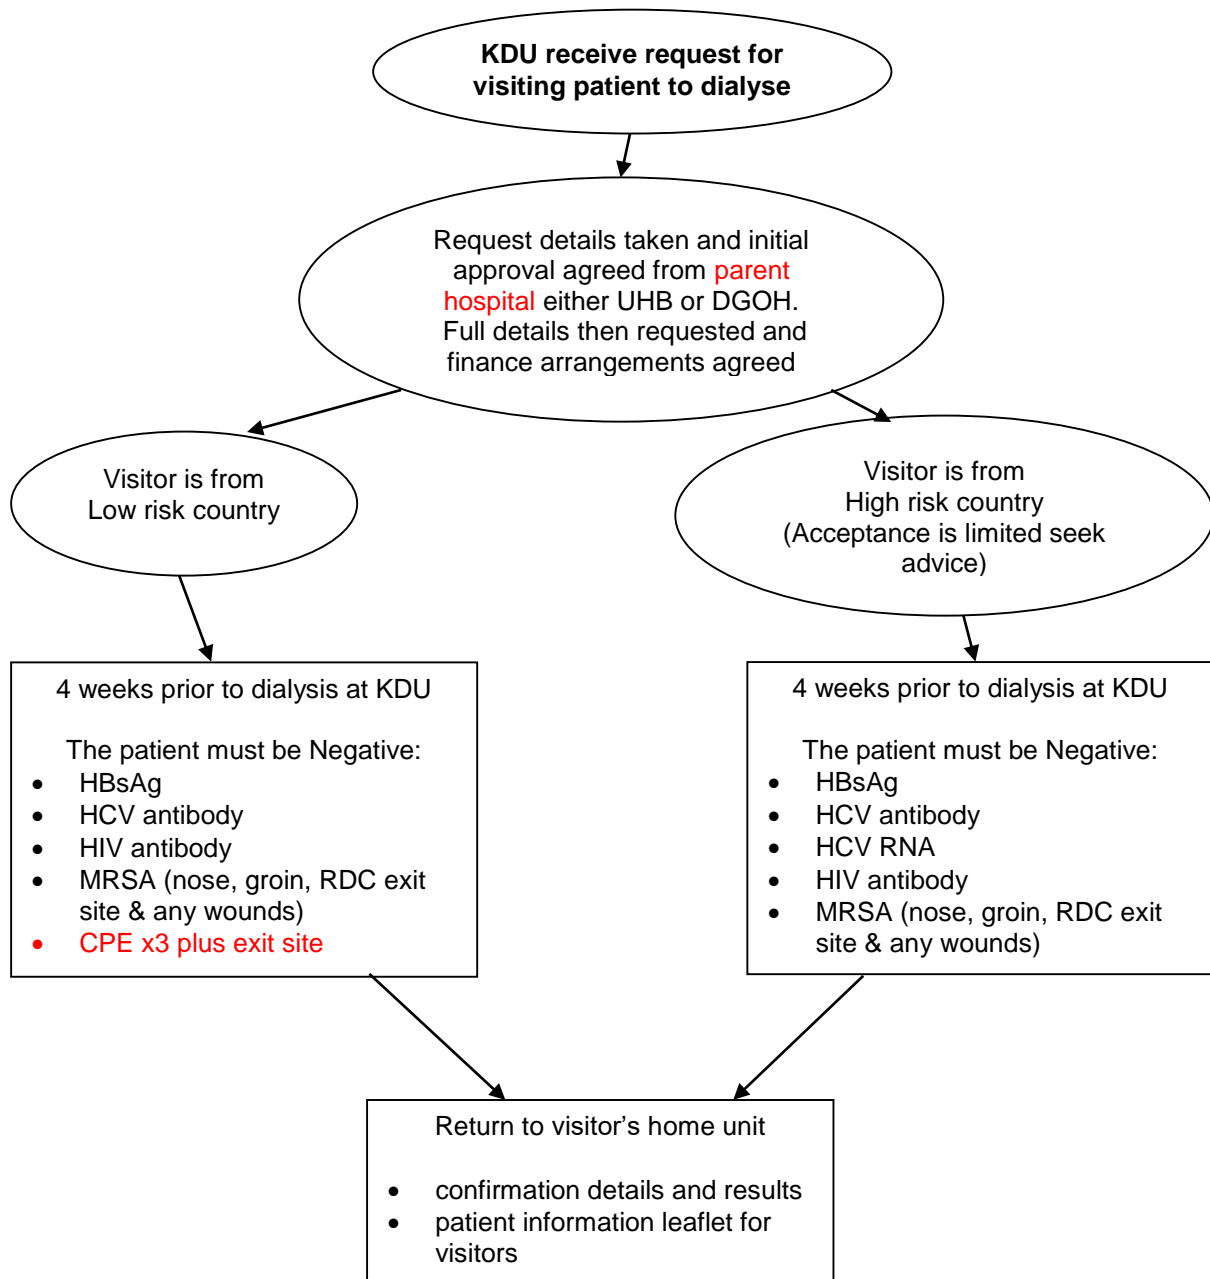 KDU receive request for
visiting patient to dialyse
Request details taken and initial
approval agreed from parent
hospital either UHB or DGOH.
Full details then requested and
finance arrangements agreed
Visitor is from
Low risk country
Visitor is from
High risk country
(Acceptance is limited seek
advice)
4 weeks prior to dialysis at KDU
The patient must be Negative:
• HBsAg
• HCV antibody
• HIV antibody
• MRSA (nose, groin, RDC exit
site & any wounds)
• CPE x3 plus exit site
4 weeks prior to dialysis at KDU
The patient must be Negative:
• HBsAg
• HCV antibody
• HCV RNA
• HIV antibody
• MRSA (nose, groin, RDC exit
site & any wounds)
Return to visitor’s home unit
• confirmation details and results
• patient information leaflet for
visitors